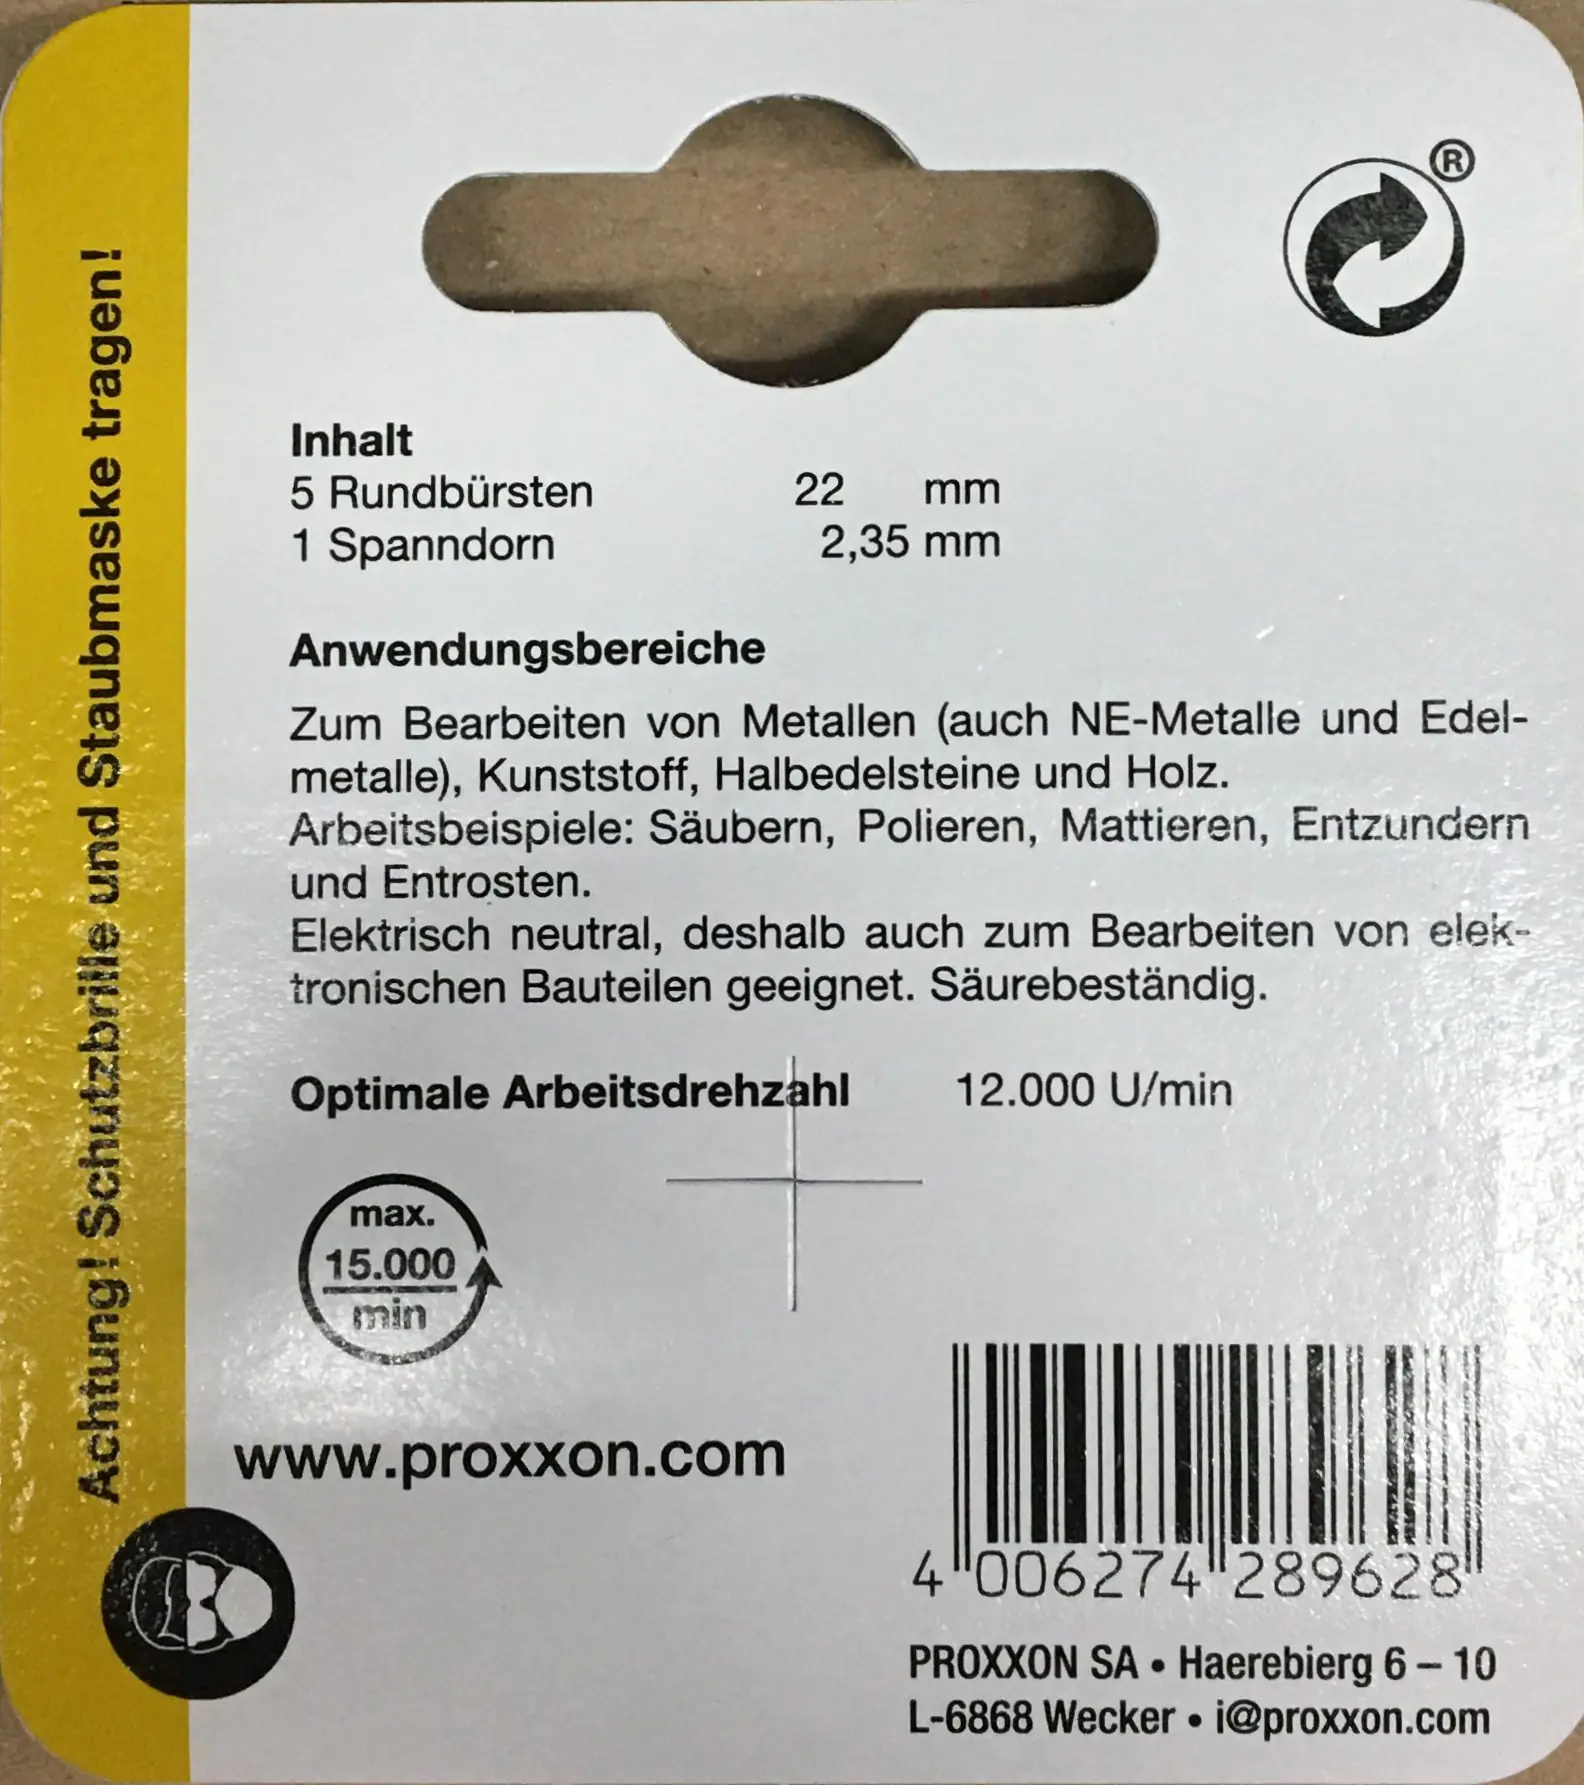 Achtung! Schutzbrille und Staubmaske tragen!
®
Inhalt
5 Rundbürsten 22 mm
1 Spanndorn 2,35 mm
Anwendungsbereiche
Zum Bearbeiten von Metallen (auch NE-Metalle und Edel-
metalle), Kunststoff, Halbedelsteine und Holz.
Arbeitsbeispiele: Säubern, Polieren, Mattieren, Entzundern
und Entrosten.
Elektrisch neutral, deshalb auch zum Bearbeiten von elek-
tronischen Bauteilen geeignet. Säurebeständig.
Optimale Arbeitsdrehzahl 12.000 U/min
max.
15.000
min
www.proxxon.com
4 006274 289628
PROXXON SA • Haerebierg 6 – 10
L-6868 Wecker • i@proxxon.com